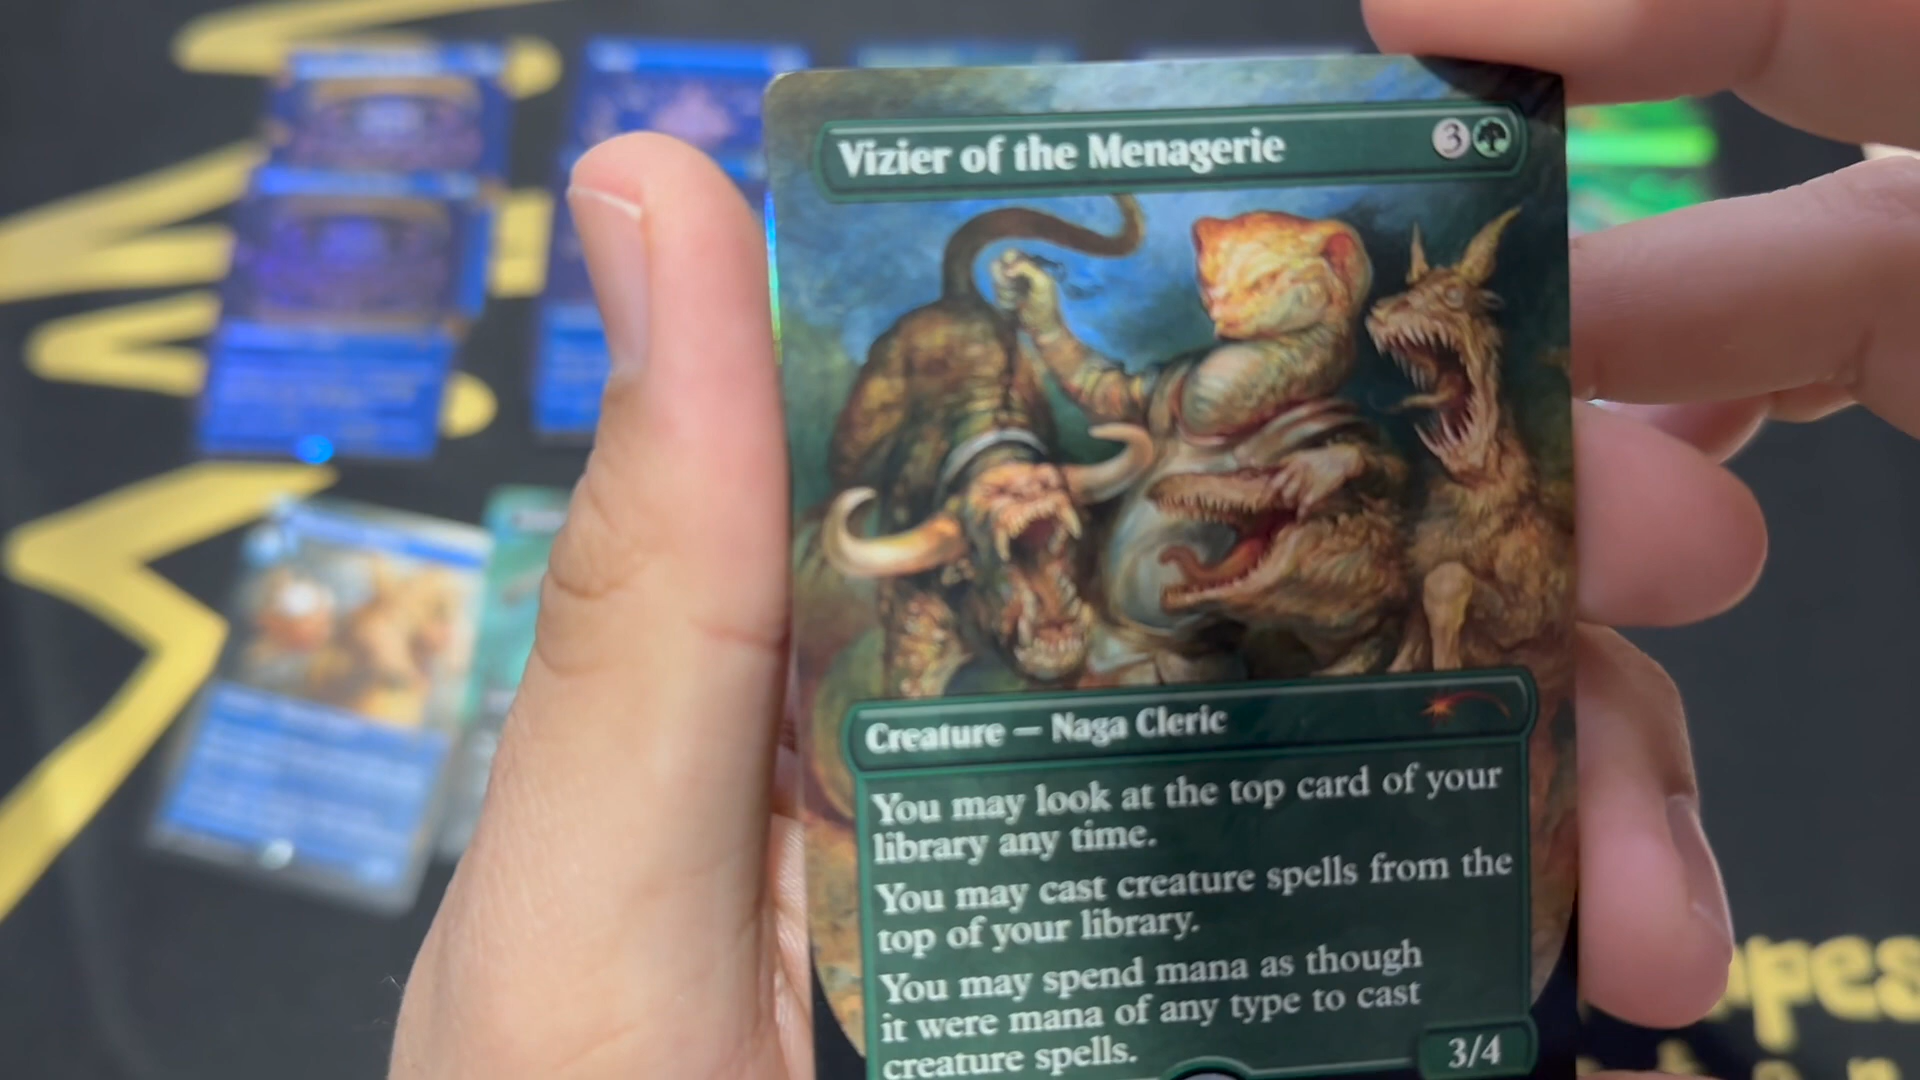 Vizier of the Menagerie 3
Creature — Naga Cleric
You may look at the top card of your
library any time.
You may cast creature spells from the
top of your library.
You may spend mana as though
it were mana of any type to cast
creature spells.
3/4